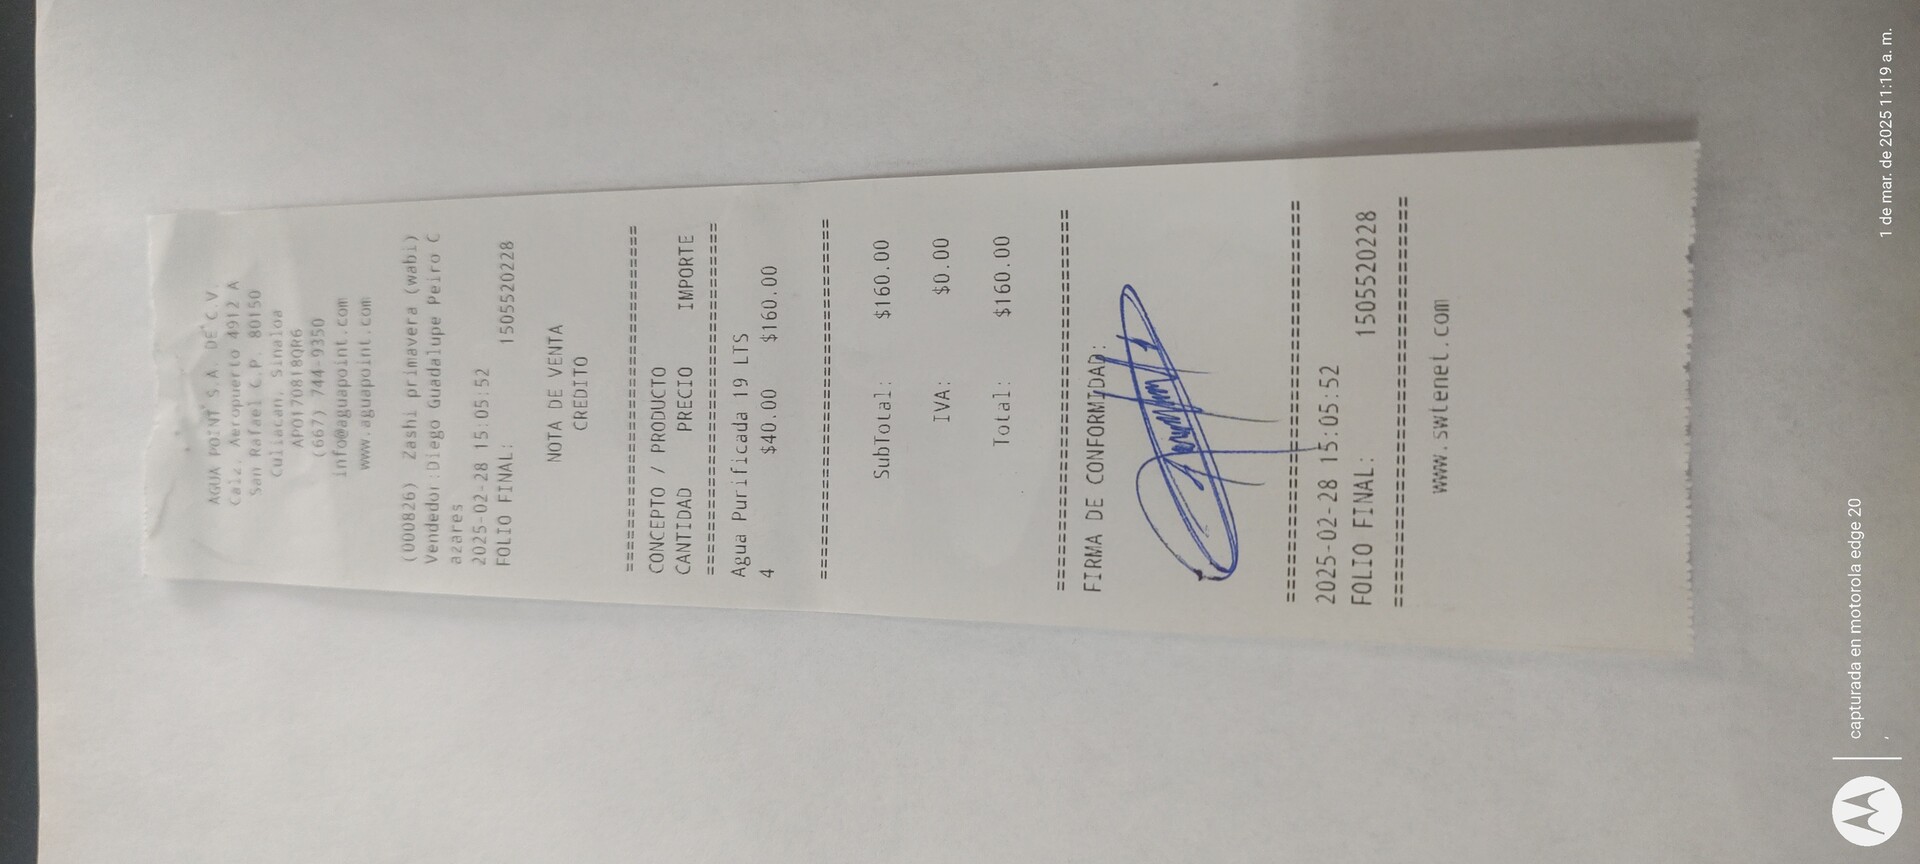 AGUA POINT S.A. DE C.V.
Calz. Aeropuerto 4912 A
San Rafael C.P. 80150
Culiacan, Sinaloa
APO170818QR6
(667) 744-9350
info@aguapoint.com
www.aguapoint.com
(000826) Zashi primavera (wabi)
Vendedor:Diego Guadalupe Peiro C
azares
2025-02-28 15:05:52
FOLIO FINAL: 1505520228
NOTA DE VENTA
CREDITO
================================
CONCEPTO / PRODUCTO
CANTIDAD PRECIO IMPORTE
================================
Agua Purificada 19 LTS
4 $40.00 $160.00
================================
SubTotal: $160.00
IVA: $0.00
Total: $160.00
================================
FIRMA DE CONFORMIDAD:
================================
2025-02-28 15:05:52
FOLIO FINAL: 1505520228
================================
www.swtenet.com
capturada en motorola edge 20
1 de mar. de 2025 11:19 a. m.